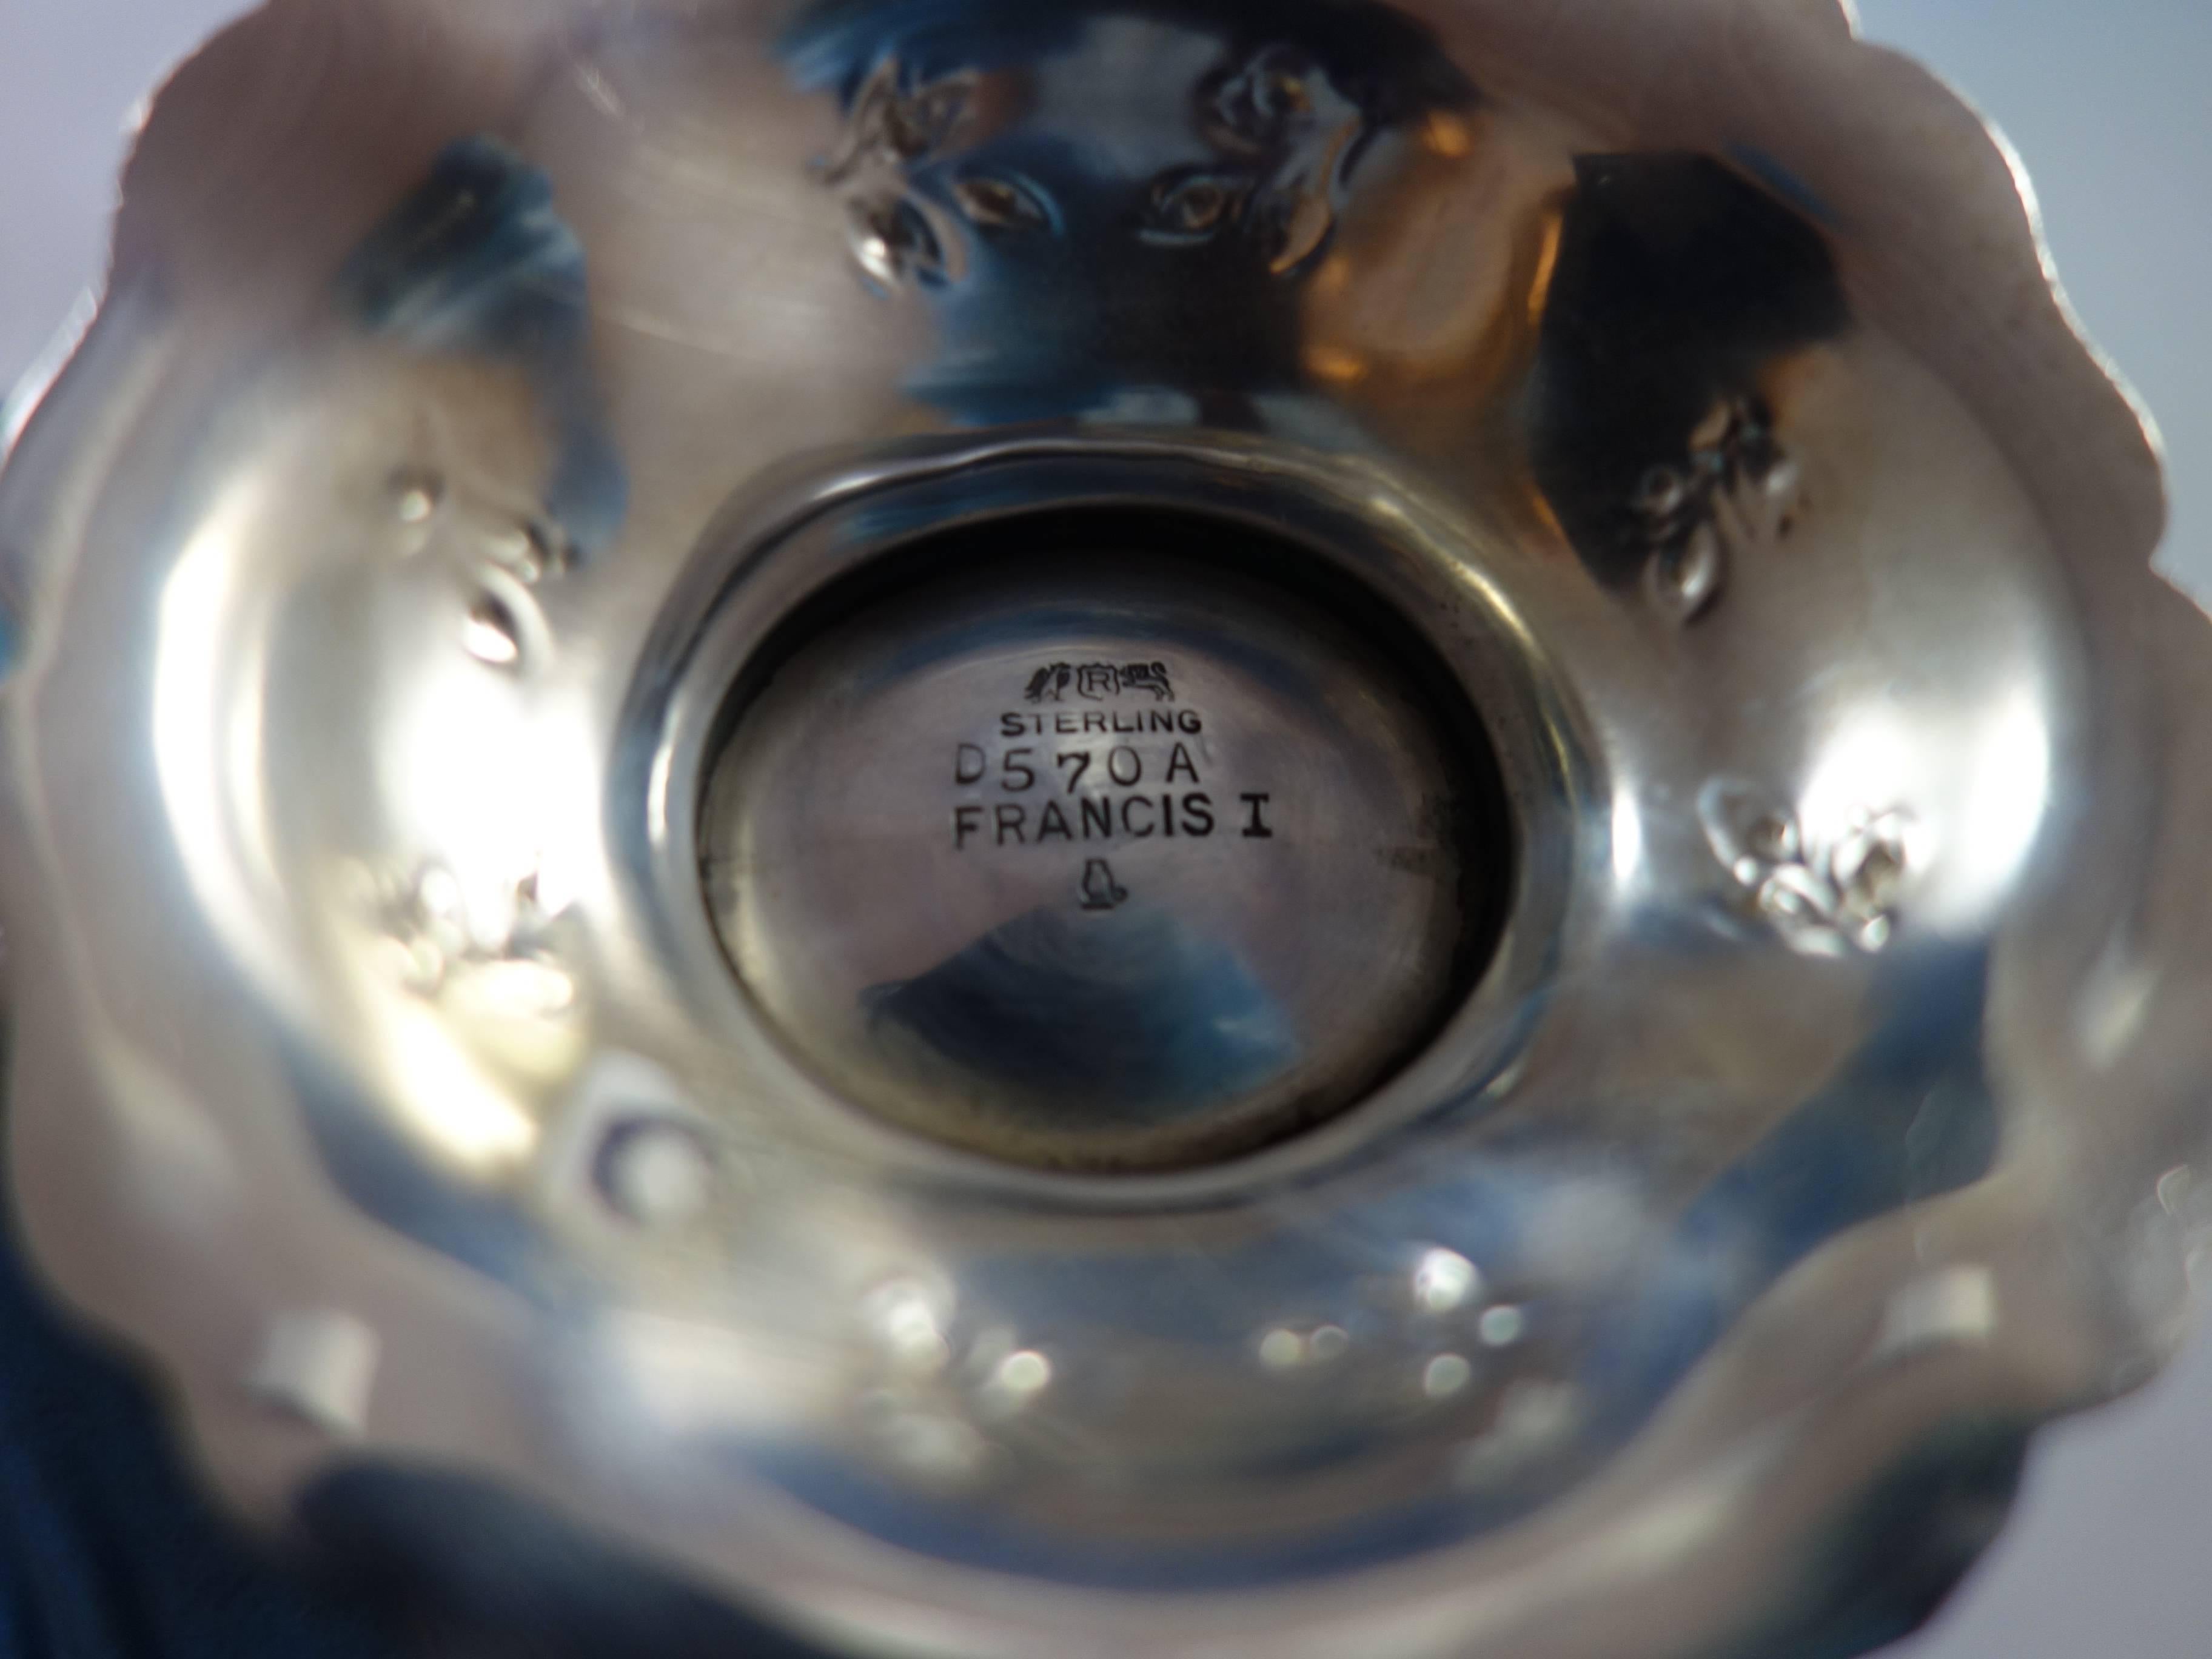 R
STERLING
D570A
FRANCIS I